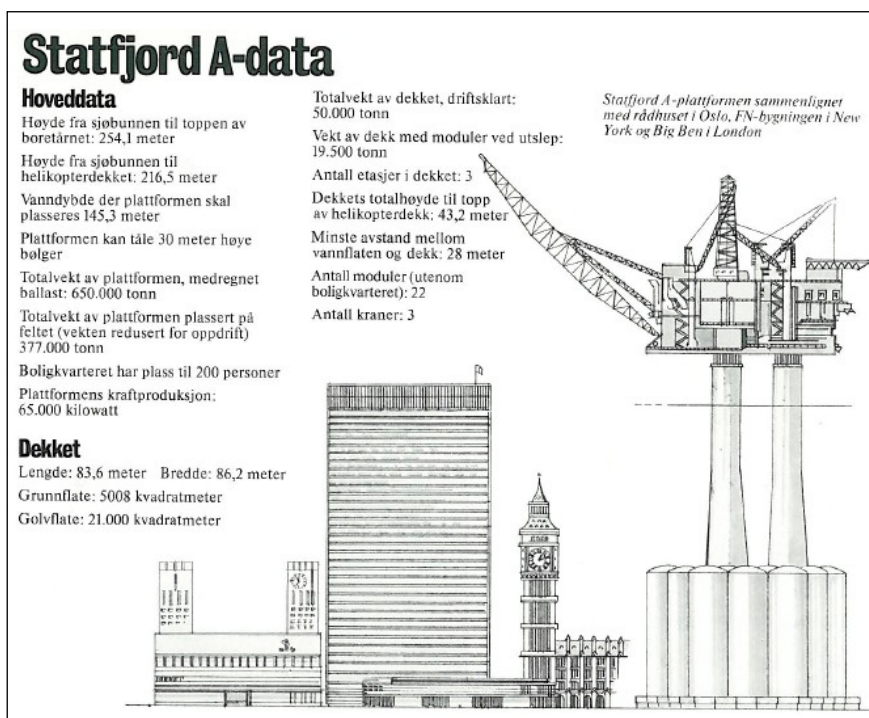 Statfjord A-data
Hoveddata
Høyde fra sjøbunnen til toppen av
boretårnet: 254,1 meter
Høyde fra sjøbunnen til
helikopterdekket: 216,5 meter
Vanndybde der plattformen skal
plasseres 145,3 meter
Plattformen kan tåle 30 meter høye
bølger
Totalvekt av plattformen, medregnet
ballast: 650.000 tonn
Totalvekt av plattformen plassert på
feltet (vekten redusert for oppdrift)
377.000 tonn
Boligkvarteret har plass til 200 personer
Plattformens kraftproduksjon:
65.000 kilowatt
Dekket
Lengde: 83,6 meter Bredde: 86,2 meter
Grunnflate: 5008 kvadratmeter
Golvflate: 21.000 kvadratmeter
Totalvekt av dekket, driftsklart:
50.000 tonn
Vekt av dekk med moduler ved utslep:
19.500 tonn
Antall etasjer i dekket: 3
Dekkets totalhøyde til topp
av helikopterdekk: 43,2 meter
Minste avstand mellom
vannflaten og dekk: 28 meter
Antall moduler (utenom
boligkvarteret): 22
Antall kraner: 3
Statfjord A-plattformen sammenlignet
med rådhuset i Oslo, FN-bygningen i New
York og Big Ben i London